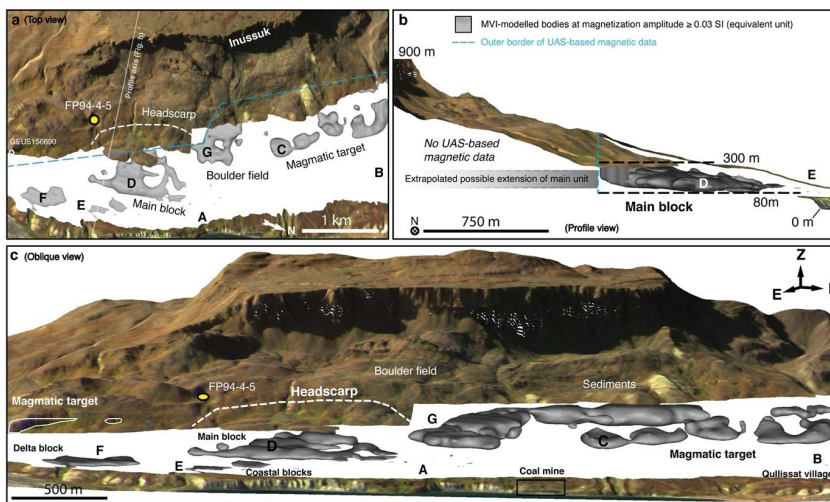 a (Top view)
Inussuk
Profile axis (Fig. b)
FP94-4-5
Headscarp
GEUS156690
G
C
Magmatic target
Boulder field
B
D
F
E
Main block
A
N
1 km
b
MVI-modelled bodies at magnetization amplitude ≥ 0.03 SI (equivalent unit)
Outer border of UAS-based magnetic data
900 m
No UAS-based
magnetic data
300 m
E
Extrapolated possible extension of main unit
D
Main block
80m
N
750 m
(Profile view)
0 m
c (Oblique view)
Z
E
Boulder field
FP94-4-5
Sediments
Headscarp
Magmatic target
G
Main block
D
C
Delta block
F
Magmatic target
E
Coastal blocks
A
B
Coal mine
Qullissat village
500 m